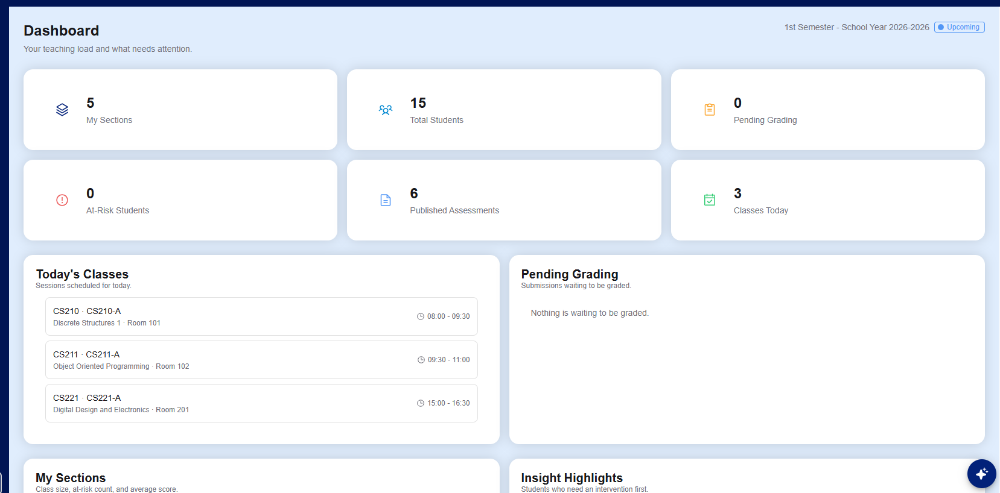 Dashboard
1st Semester - School Year 2026-2026
Upcoming
Your teaching load and what needs attention.
5
My Sections
15
Total Students
0
Pending Grading
0
At-Risk Students
6
Published Assessments
3
Classes Today
Today's Classes
Sessions scheduled for today.
CS210 · CS210-A
Discrete Structures 1 · Room 101
08:00 - 09:30
CS211 · CS211-A
Object Oriented Programming · Room 102
09:30 - 11:00
CS221 · CS221-A
Digital Design and Electronics · Room 201
15:00 - 16:30
Pending Grading
Submissions waiting to be graded.
Nothing is waiting to be graded.
My Sections
Class size, at-risk count, and average score.
Insight Highlights
Students who need an intervention first.